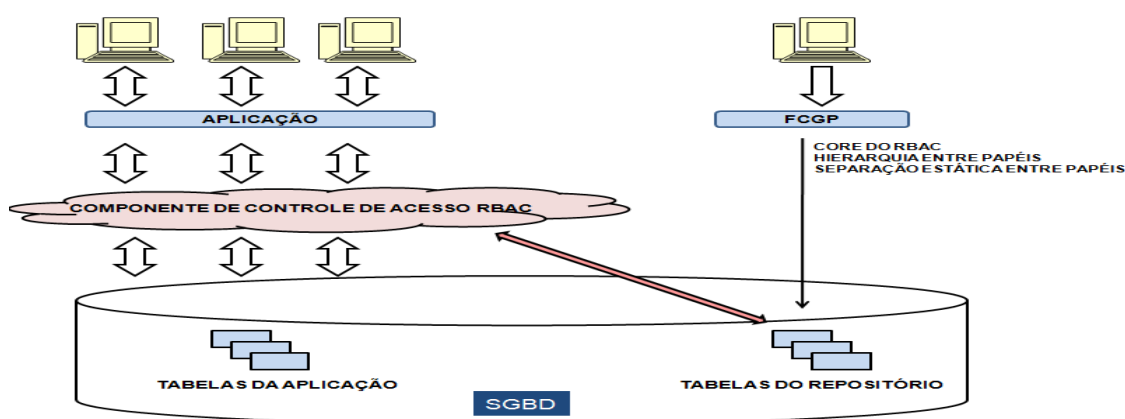 APLICAÇÃO
FCGP
CORE DO RBAC
HIERARQUIA ENTRE PAPÉIS
SEPARAÇÃO ESTÁTICA ENTRE PAPÉIS
COMPONENTE DE CONTROLE DE ACESSO RBAC
TABELAS DA APLICAÇÃO
TABELAS DO REPOSITÓRIO
SGBD